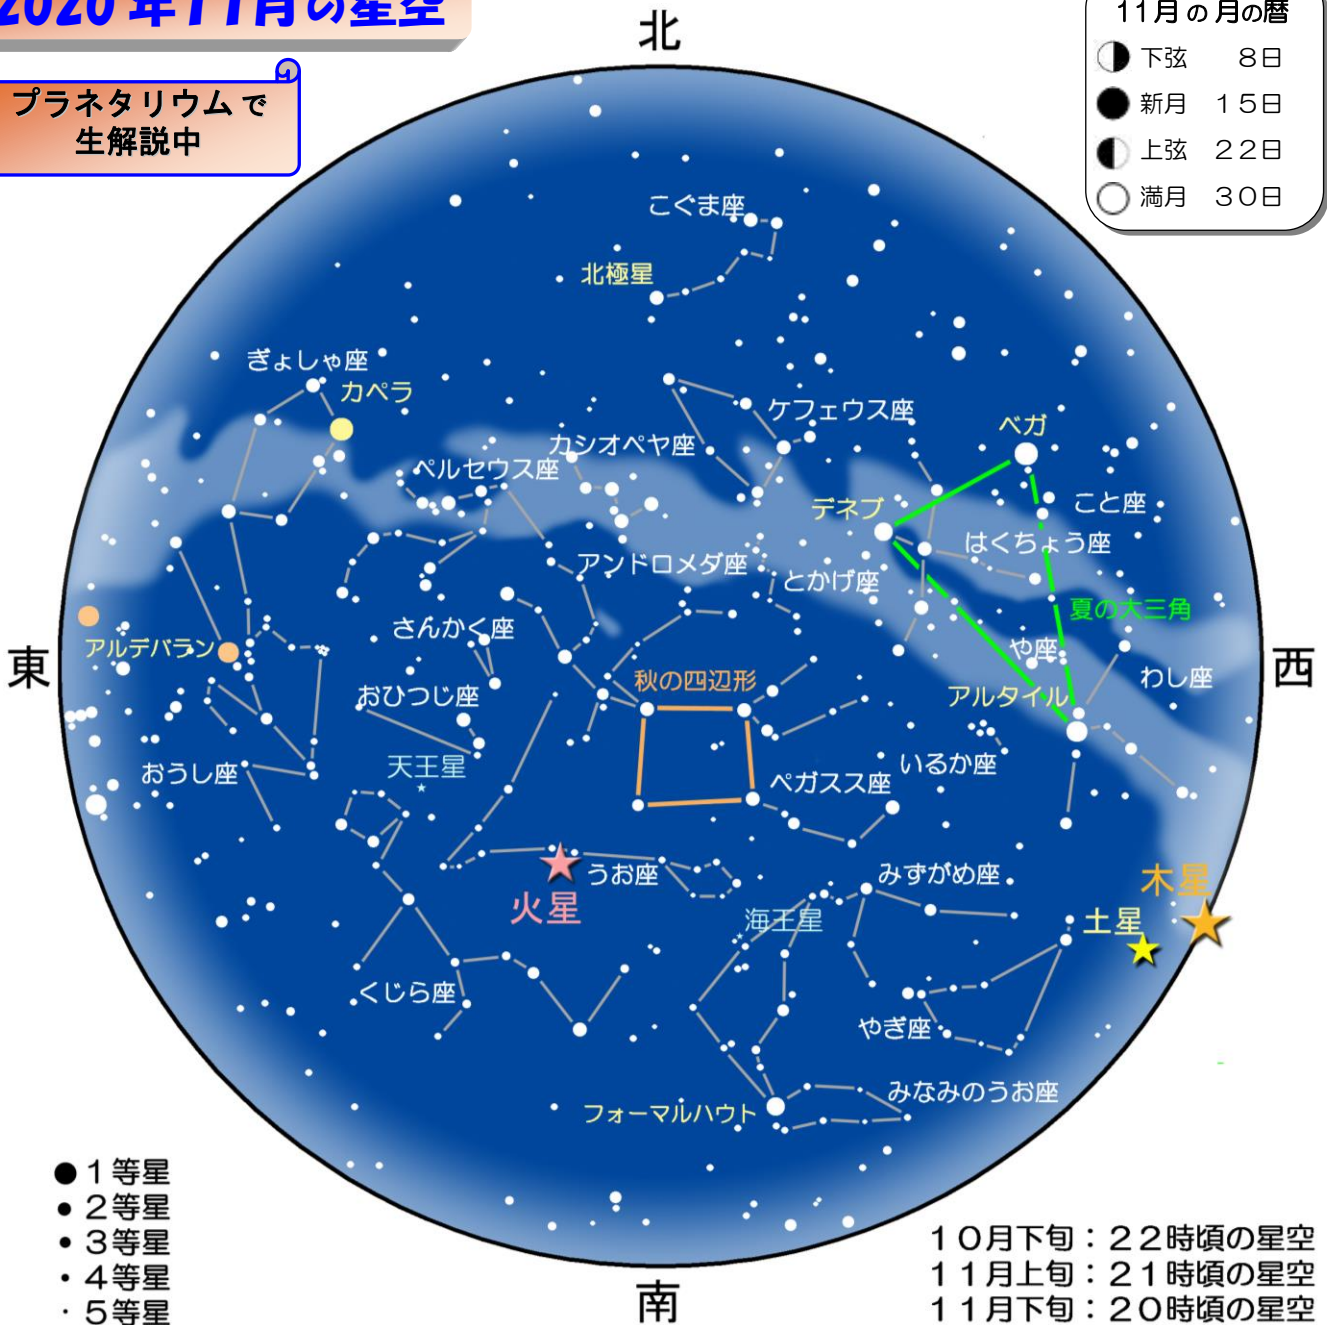 2020年11月の星空
プラネタリウムで
生解説中
11月の月の暦
下弦 8日
新月 15日
上弦 22日
満月 30日
北
こぐま座
北極星
ぎょしゃ座
カペラ
ケフェウス座
ベガ
カシオペヤ座
ペルセウス座
デネブ
こと座
はくちょう座
アンドロメダ座
とかげ座
夏の大三角
さんかく座
や座
アルデバラン
東
西
わし座
秋の四辺形
おひつじ座
アルタイル
天王星
おうし座
いるか座
ペガスス座
うお座
みずがめ座
木星
火星
海王星
土星
くじら座
やぎ座
みなみのうお座
フォーマルハウト
南
1等星
2等星
3等星
4等星
5等星
10月下旬：22時頃の星空
11月上旬：21時頃の星空
11月下旬：20時頃の星空